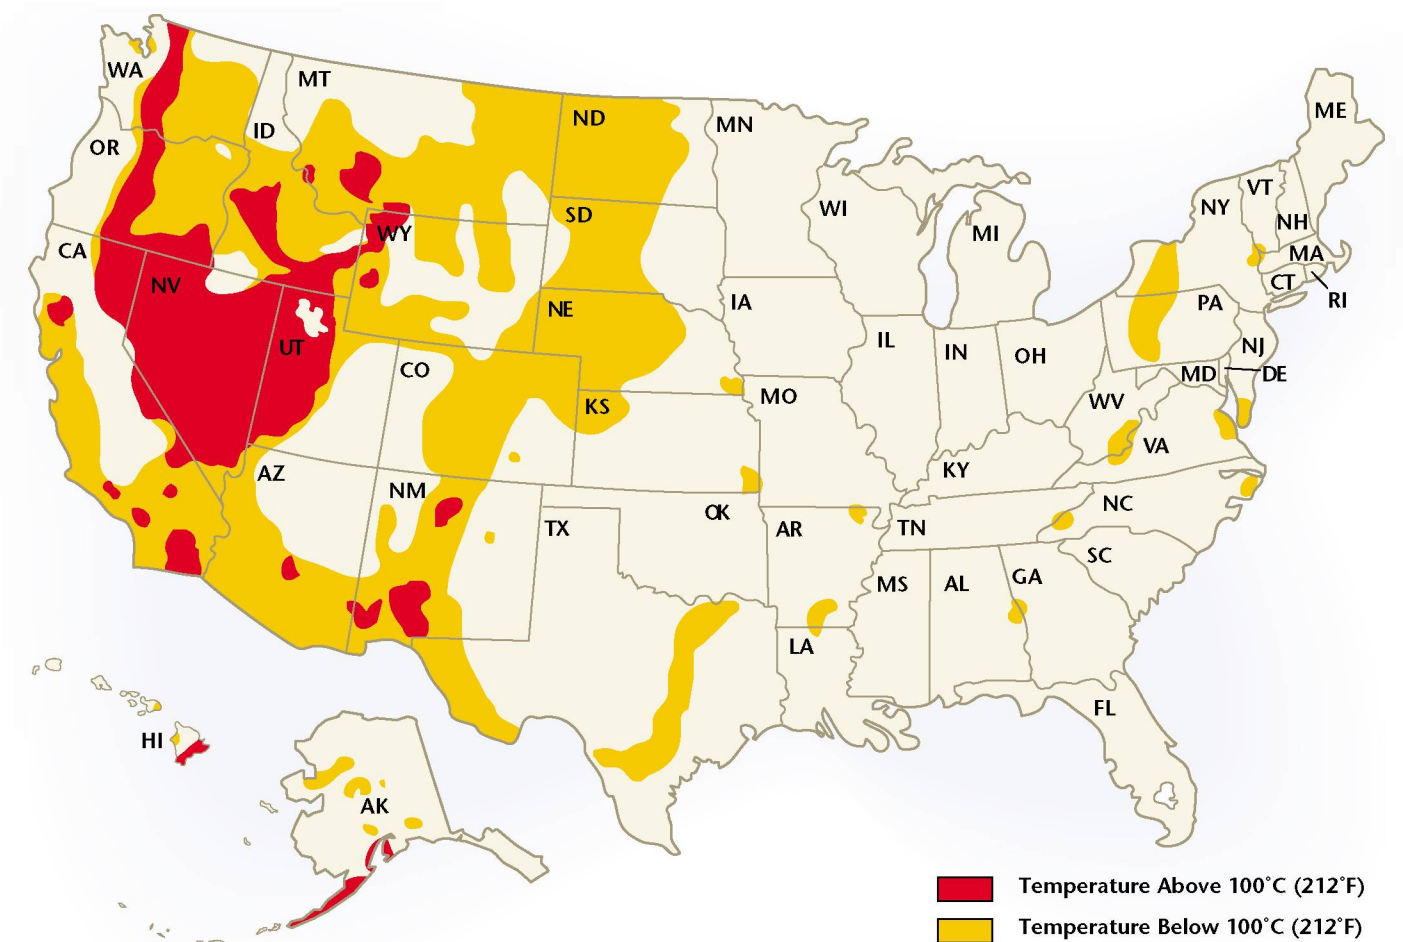 WA
MT
ND
MN
ME
ID
OR
VT
NY
WI
SD
NH
MI
WY
CA
MA
NV
CT
RI
IA
NE
PA
UT
IL
IN
OH
NJ
CO
MD
DE
MO
KS
WV
VA
AZ
KY
NM
NC
OK
TX
AR
TN
SC
GA
MS
AL
LA
FL
HI
AK
Temperature Above 100˚C (212˚F)
Temperature Below 100˚C (212˚F)